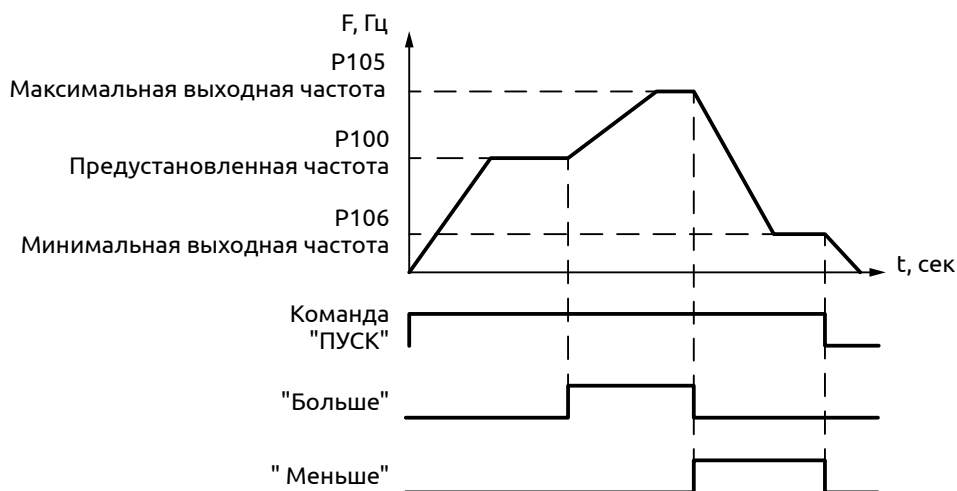 F, Гц
P105
Максимальная выходная частота
P100
Предустановленная частота
P106
Минимальная выходная частота
t, сек
Команда
"ПУСК"
"Больше"
" Меньше"